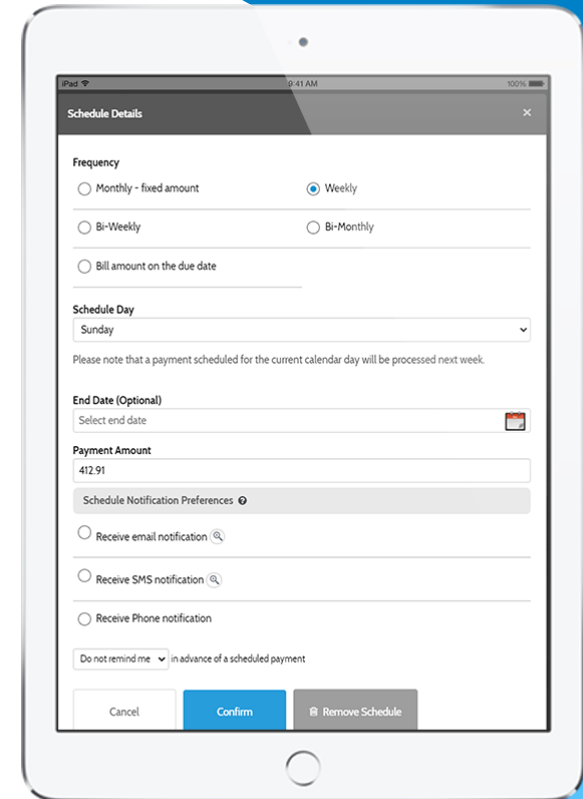 iPad 9:41 AM 100%
Schedule Details ×
Frequency
Monthly - fixed amount Weekly
Bi-Weekly Bi-Monthly
Bill amount on the due date
Schedule Day
Sunday
Please note that a payment scheduled for the current calendar day will be processed next week.
End Date (Optional)
Select end date
Payment Amount
412.91
Schedule Notification Preferences ?
Receive email notification
Receive SMS notification
Receive Phone notification
Do not remind me in advance of a scheduled payment
Cancel Confirm Remove Schedule